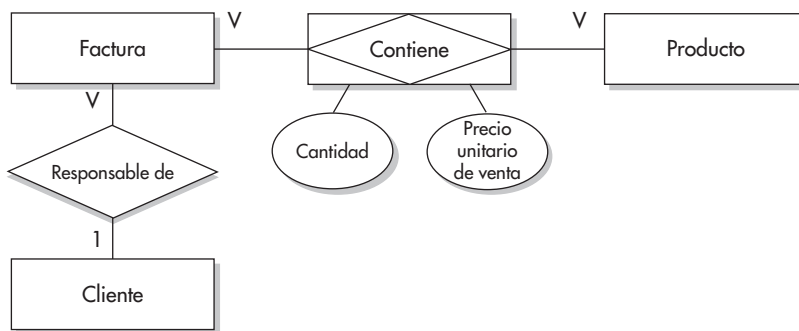 V
V
Factura
Contiene
Producto
V
Cantidad
Precio
unitario
de venta
Responsable de
1
Cliente